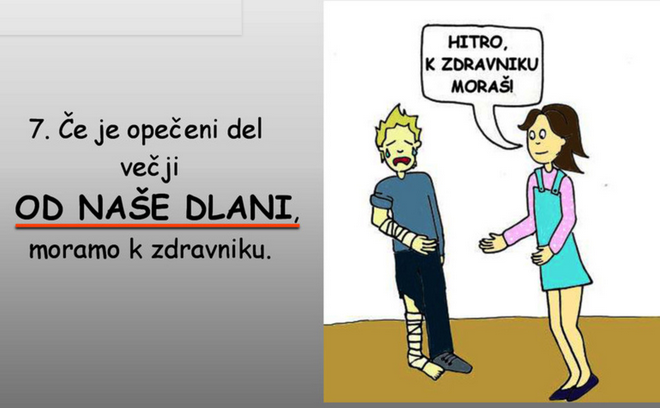 7. Če je opečeni del
večji
OD NAŠE DLANI,
moramo k zdravniku.
HITRO,
K ZDRAVNIKU
MORAŠ!